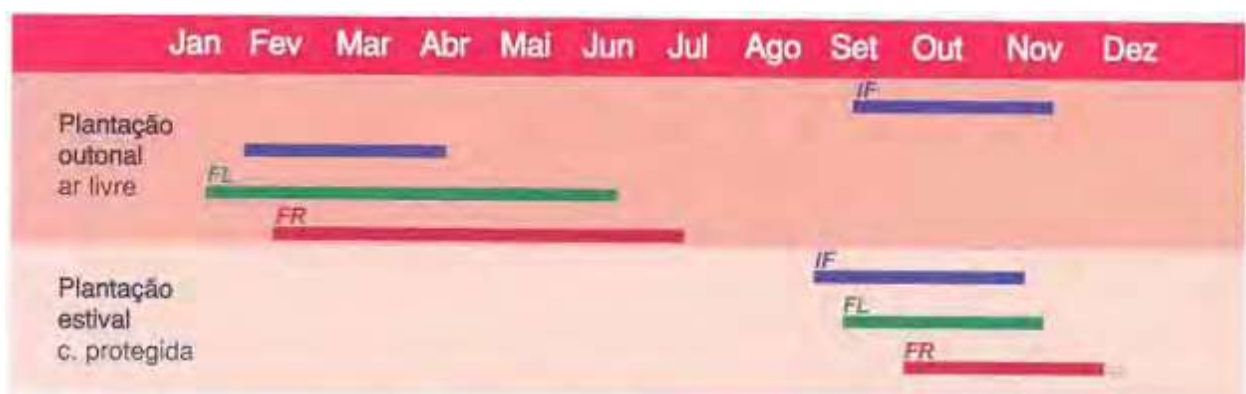 Jan Fev Mar Abr Mai Jun Jul Ago Set Out Nov Dez
IF
Plantação
outonal
ar livre
FL
FR
IF
Plantação
estival
c. protegida
FL
FR